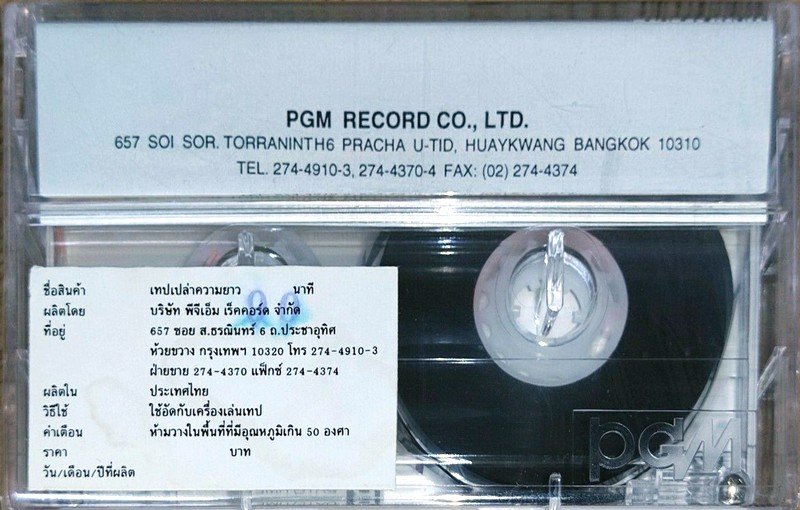 PGM RECORD CO., LTD.
657 SOI SOR. TORRANINTH6 PRACHA U-TID, HUAYKWANG BANGKOK 10310
TEL. 274-4910-3, 274-4370-4 FAX: (02) 274-4374
ชื่อสินค้า เทปเปล่าความยาว นาที
ผลิตโดย บริษัท พีจีเอ็ม เร็คคอร์ด จำกัด
ที่อยู่ 657 ซอย ส.ธรณินทร์ 6 ถ.ประชาอุทิศ
ห้วยขวาง กรุงเทพฯ 10320 โทร 274-4910-3
ฝ่ายขาย 274-4370 แฟ็กซ์ 274-4374
ผลิตใน ประเทศไทย
วิธีใช้ ใช้อัดกับเครื่องเล่นเทป
คำเตือน ห้ามวางในพื้นที่ที่มีอุณหภูมิเกิน 50 องศา
ราคา บาท
วัน/เดือน/ปีที่ผลิต
pgm